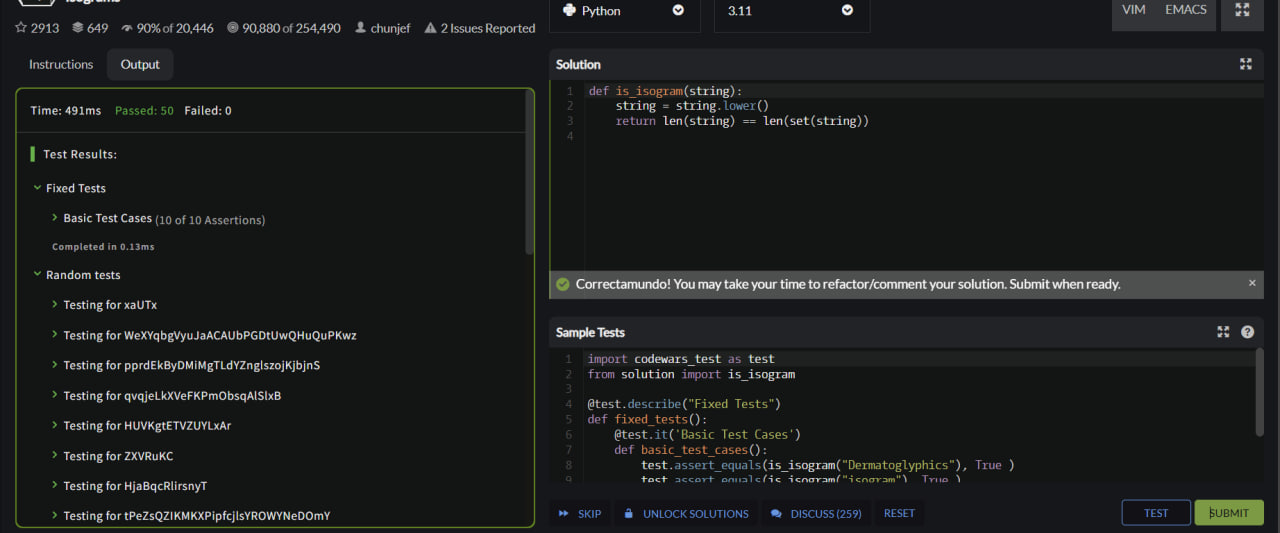 Isograms
2913 649 90% of 20,446 90,880 of 254,490 chunjef 2 Issues Reported
Python 3.11 VIM EMACS
Instructions Output
Time: 491ms Passed: 50 Failed: 0
Test Results:
Fixed Tests
Basic Test Cases (10 of 10 Assertions)
Completed in 0.13ms
Random tests
Testing for xaUTx
Testing for WeXYqbgVyuJaACAUbPGDtUwQHuQuPKwz
Testing for pprdEkByDMiMgTLdYZnglszojKjbjnS
Testing for qvqjeLkXVeFKPmObsqAlSlxB
Testing for HUVKgtETVZUYLxAr
Testing for ZXVRuKC
Testing for HjaBqcRlirsnyT
Testing for tPeZsQZIKMKXPipfcjlsYROWYNeDOmY
Solution
1 def is_isogram(string):
2 string = string.lower()
3 return len(string) == len(set(string))
4
Correctamundo! You may take your time to refactor/comment your solution. Submit when ready. ×
Sample Tests
1 import codewars_test as test
2 from solution import is_isogram
3
4 @test.describe("Fixed Tests")
5 def fixed_tests():
6 @test.it('Basic Test Cases')
7 def basic_test_cases():
8 test.assert_equals(is_isogram("Dermatoglyphics"), True )
9 test.assert_equals(is_isogram("isogram"), True )
SKIP UNLOCK SOLUTIONS DISCUSS (259) RESET TEST SUBMIT